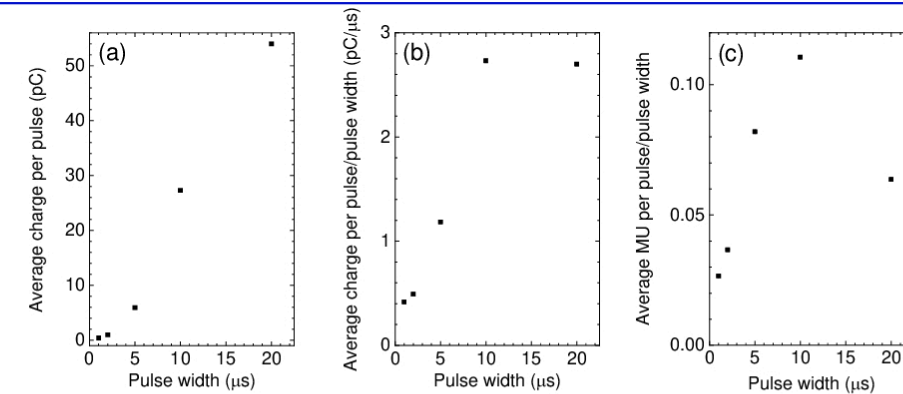 (a)
Average charge per pulse (pC)
50
40
30
20
10
0
0 5 10 15 20
Pulse width (μs)
(b)
Average charge per pulse/pulse width (pC/μs)
3
2
1
0
0 5 10 15 20
Pulse width (μs)
(c)
Average MU per pulse/pulse width
0.10
0.05
0.00
0 5 10 15 20
Pulse width (μs)